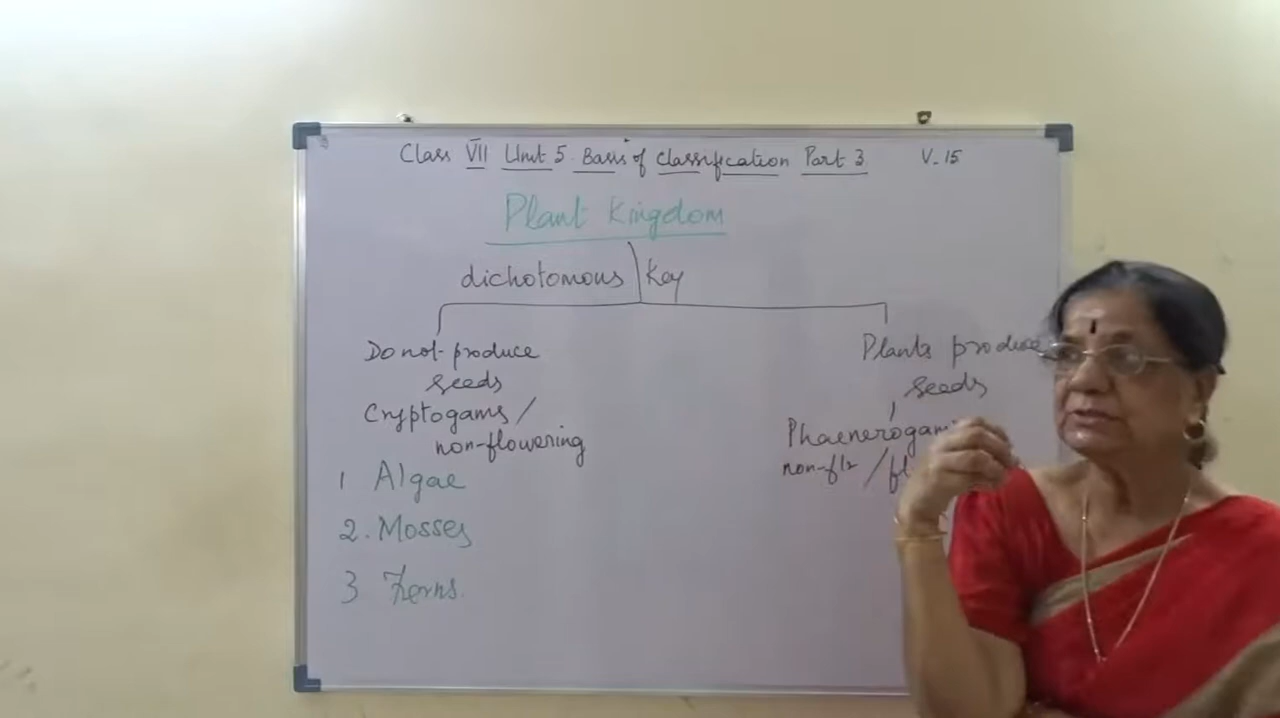 Class VII Unit 5. Basis of Classification Part 3 V.15
Plant Kingdom
dichotomous Key
Do not produce
seeds
Cryptogams /
non-flowering
1 Algae
2. Mosses
3 Ferns.
Plants produce
seeds
non-flr /